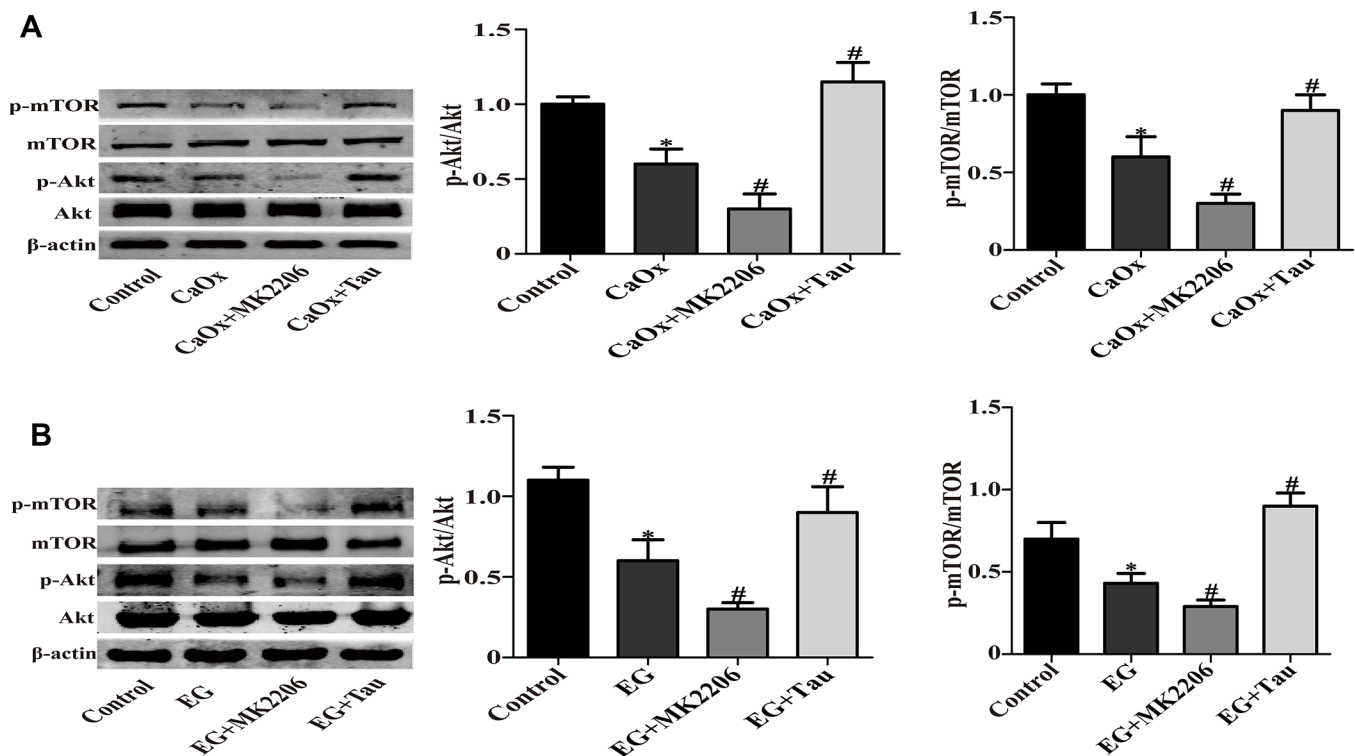 A
p-mTOR
mTOR
p-Akt
Akt
β-actin
Control
CaOx
CaOx+MK2206
CaOx+Tau
p-Akt/Akt
1.5
1.0
0.5
0
*
#
#
Control
CaOx
CaOx+MK2206
CaOx+Tau
p-mTOR/mTOR
1.5
1.0
0.5
0
*
#
#
Control
CaOx
CaOx+MK2206
CaOx+Tau
B
p-mTOR
mTOR
p-Akt
Akt
β-actin
Control
EG
EG+MK2206
EG+Tau
p-Akt/Akt
1.5
1.0
0.5
0
*
#
#
Control
EG
EG+MK2206
EG+Tau
p-mTOR/mTOR
1.5
1.0
0.5
0
*
#
#
Control
EG
EG+MK2206
EG+Tau